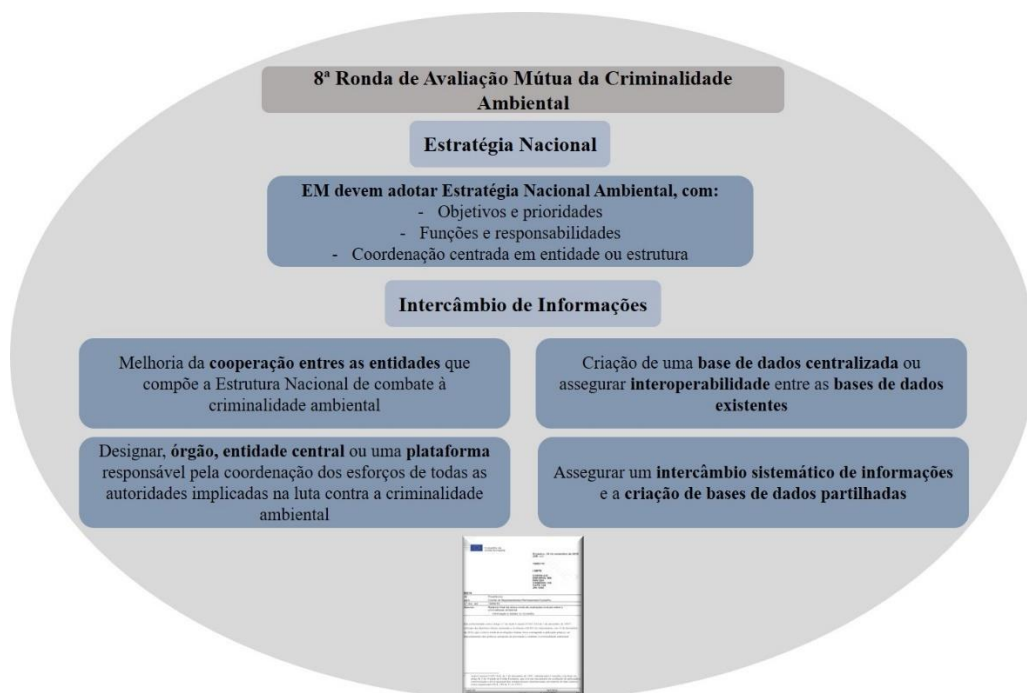 8ª Ronda de Avaliação Mútua da Criminalidade
Ambiental
Estratégia Nacional
EM devem adotar Estratégia Nacional Ambiental, com:
- Objetivos e prioridades
- Funções e responsabilidades
- Coordenação centrada em entidade ou estrutura
Intercâmbio de Informações
Melhoria da cooperação entres as entidades que
compõe a Estrutura Nacional de combate à
criminalidade ambiental
Criação de uma base de dados centralizada ou
assegurar interoperabilidade entre as bases de dados
existentes
Designar, órgão, entidade central ou uma plataforma
responsável pela coordenação dos esforços de todas as
autoridades implicadas na luta contra a criminalidade
ambiental
Assegurar um intercâmbio sistemático de informações
e a criação de bases de dados partilhadas